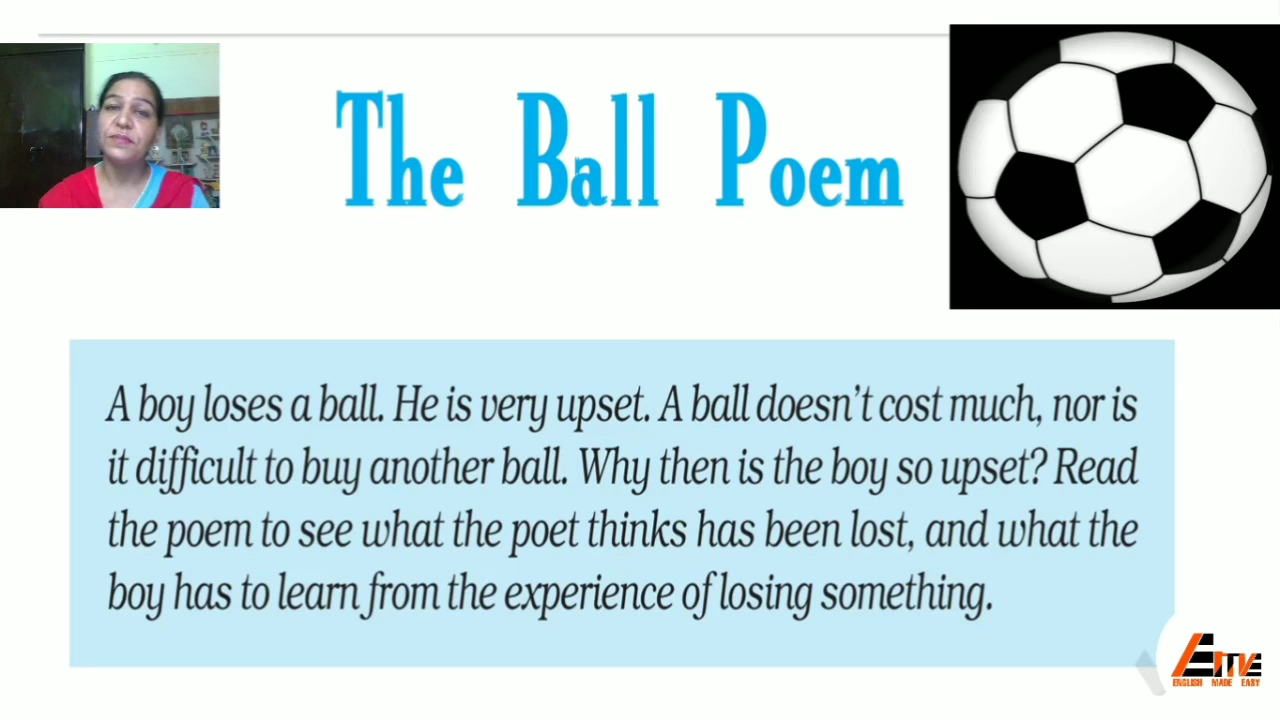 The Ball Poem
A boy loses a ball. He is very upset. A ball doesn't cost much, nor is
it difficult to buy another ball. Why then is the boy so upset? Read
the poem to see what the poet thinks has been lost, and what the
boy has to learn from the experience of losing something.
EME
ENGLISH MADE EASY